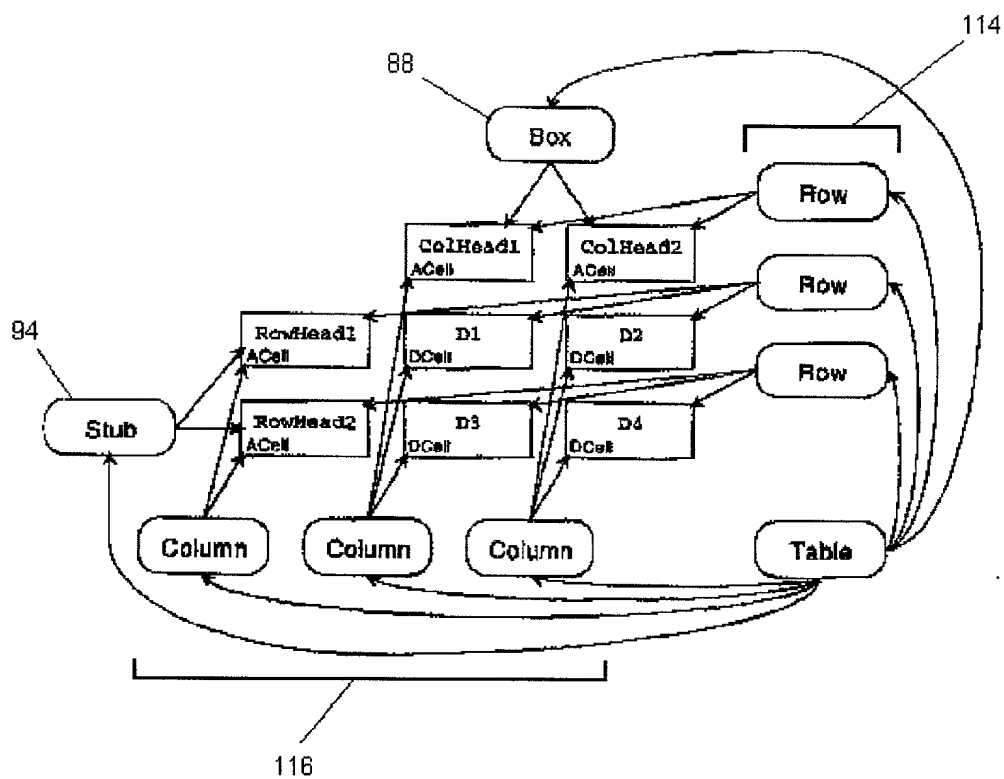 114
88
Box
Row
ColHead1
ACell
ColHead2
ACell
Row
94
RowHead1
ACell
D1
DCell
D2
DCell
Row
Stub
RowHead2
ACell
D3
DCell
D4
DCell
Column
Column
Column
Table
116